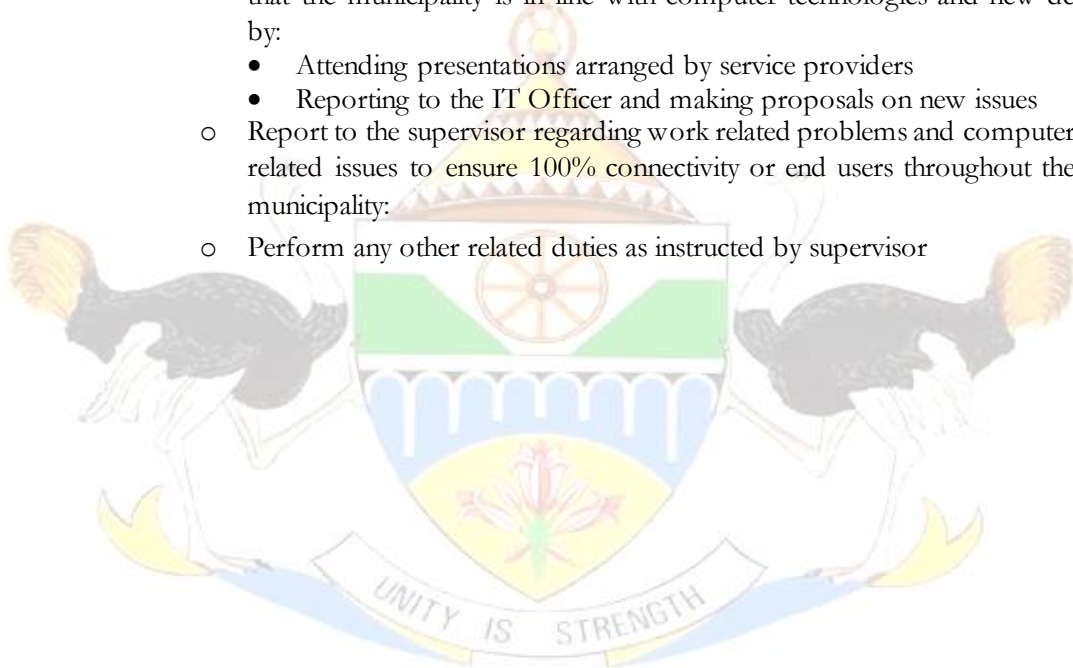 that the municipality is in line with computer technologies and new
by:
• Attending presentations arranged by service providers
• Reporting to the IT Officer and making proposals on new issues
o Report to the supervisor regarding work related problems and computer
related issues to ensure 100% connectivity or end users throughout the
municipality:
o Perform any other related duties as instructed by supervisor
UNITY IS STRENGTH